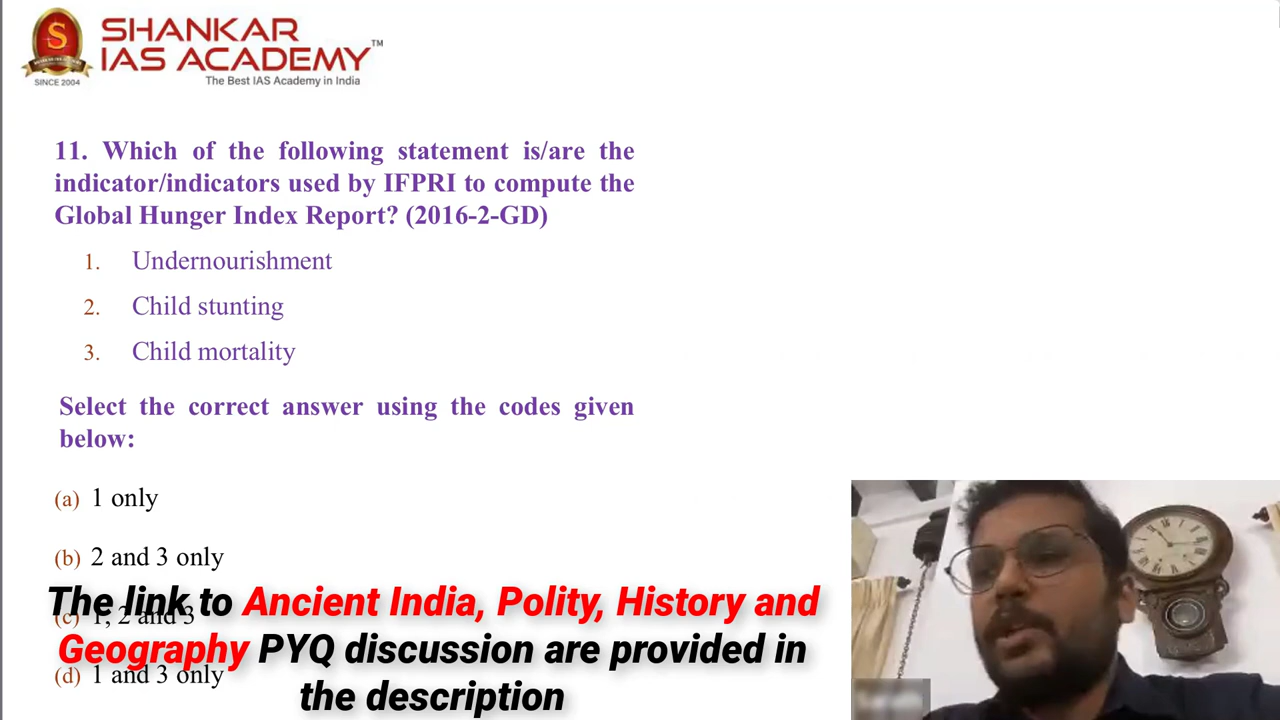 SHANKAR
IAS ACADEMY™
The Best IAS Academy in India
SINCE 2004
11. Which of the following statement is/are the
indicator/indicators used by IFPRI to compute the
Global Hunger Index Report? (2016-2-GD)
1. Undernourishment
2. Child stunting
3. Child mortality
Select the correct answer using the codes given
below:
(a) 1 only
(b) 2 and 3 only
(c) 1, 2 and 3
(d) 1 and 3 only
The link to Ancient India, Polity, History and
Geography PYQ discussion are provided in
the description